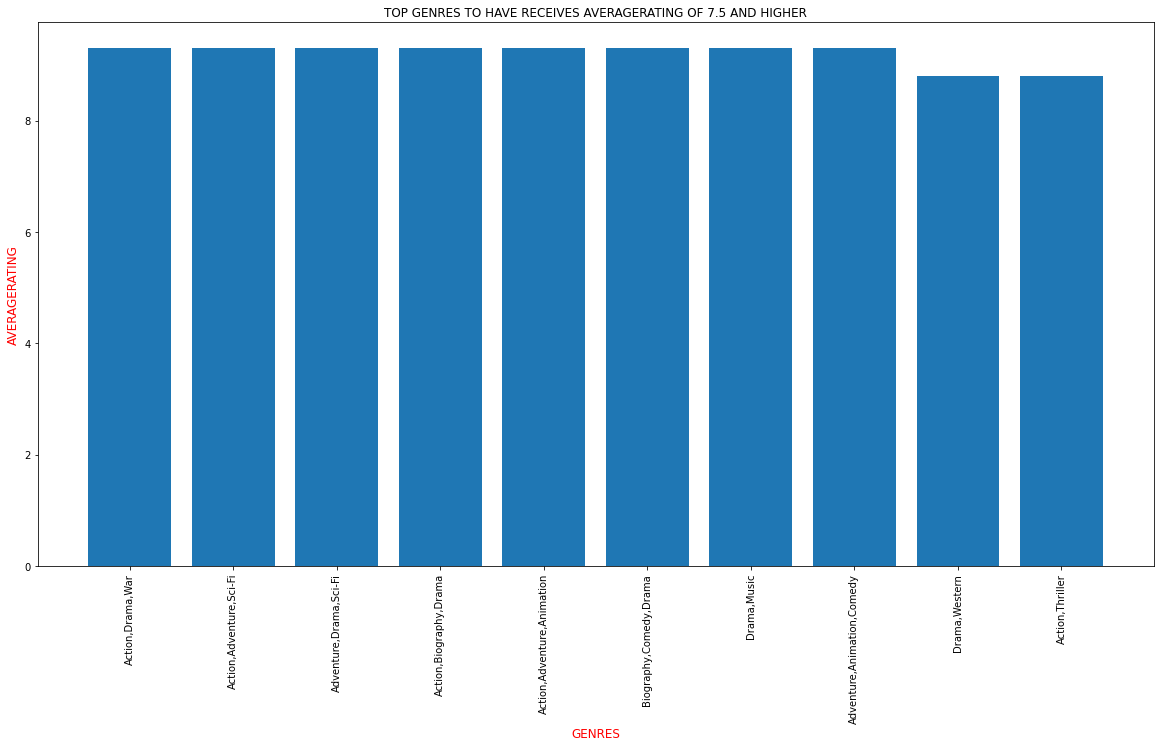 TOP GENRES TO HAVE RECEIVES AVERAGERATING OF 7.5 AND HIGHER
AVERAGERATING
8
6
4
2
0
Action,Drama,War
Action,Adventure,Sci-Fi
Adventure,Drama,Sci-Fi
Action,Biography,Drama
Action,Adventure,Animation
Biography,Comedy,Drama
Drama,Music
Adventure,Animation,Comedy
Drama,Western
Action,Thriller
GENRES